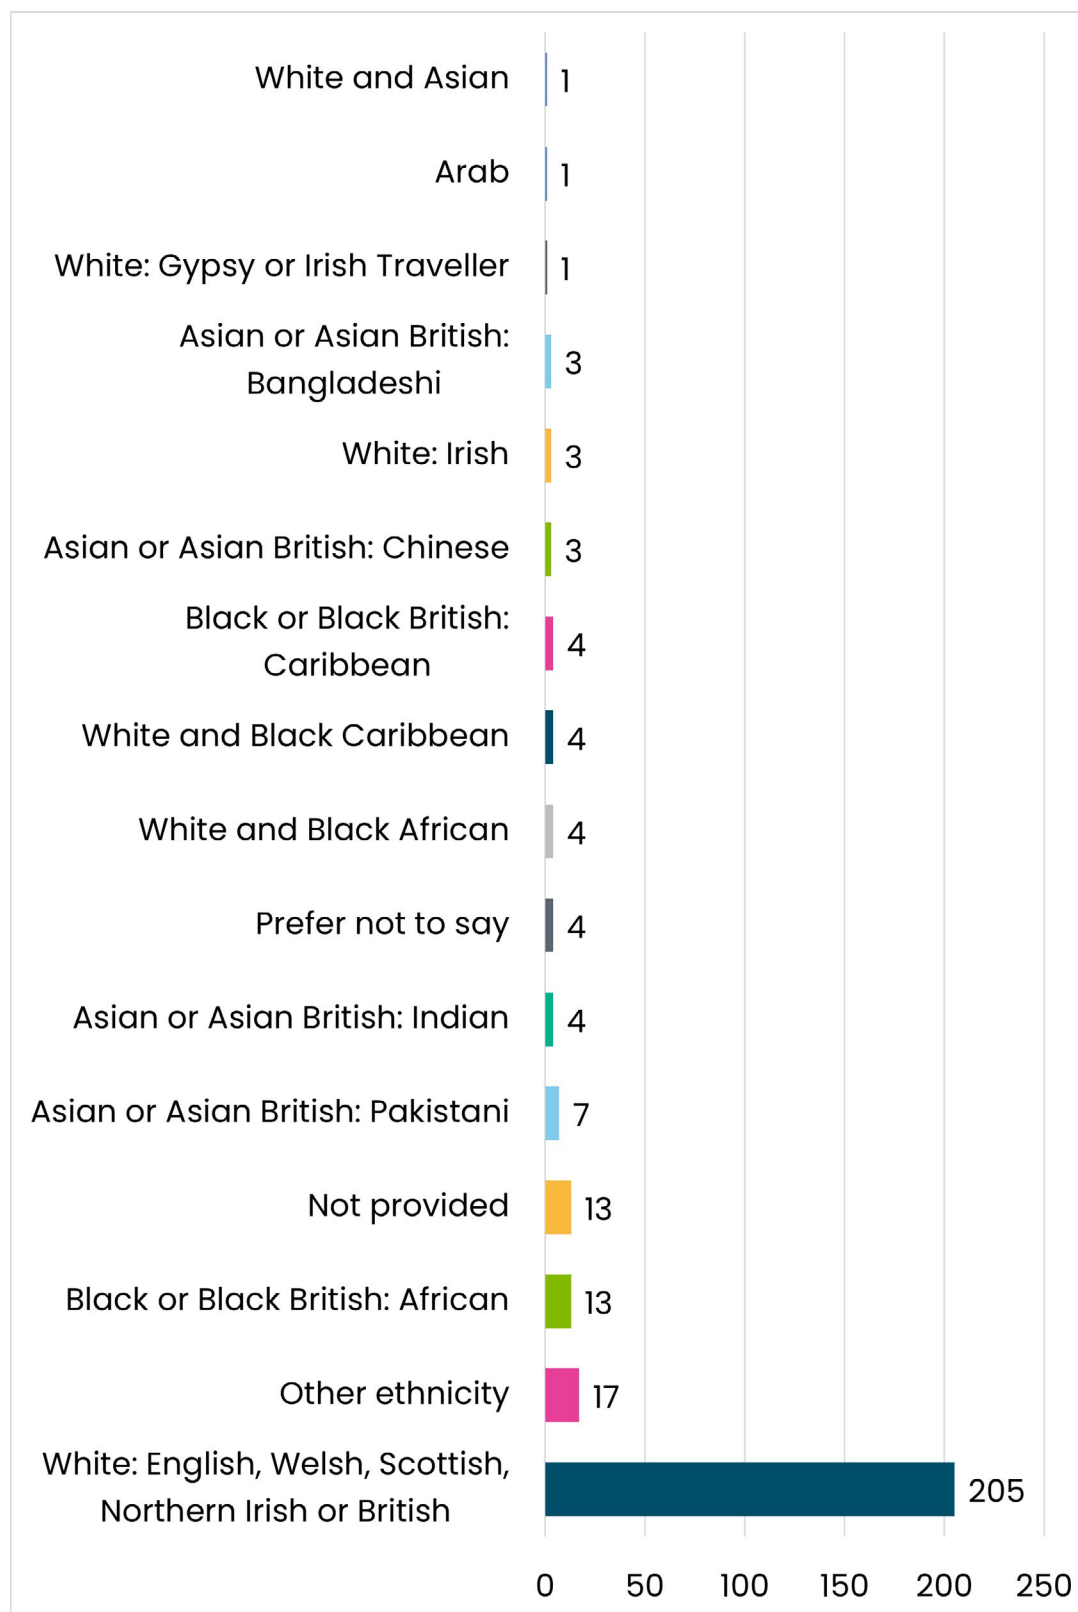 White and Asian 1
Arab 1
White: Gypsy or Irish Traveller 1
Asian or Asian British:
Bangladeshi 3
White: Irish 3
Asian or Asian British: Chinese 3
Black or Black British:
Caribbean 4
White and Black Caribbean 4
White and Black African 4
Prefer not to say 4
Asian or Asian British: Indian 4
Asian or Asian British: Pakistani 7
Not provided 13
Black or Black British: African 13
Other ethnicity 17
White: English, Welsh, Scottish,
Northern Irish or British 205
0 50 100 150 200 250